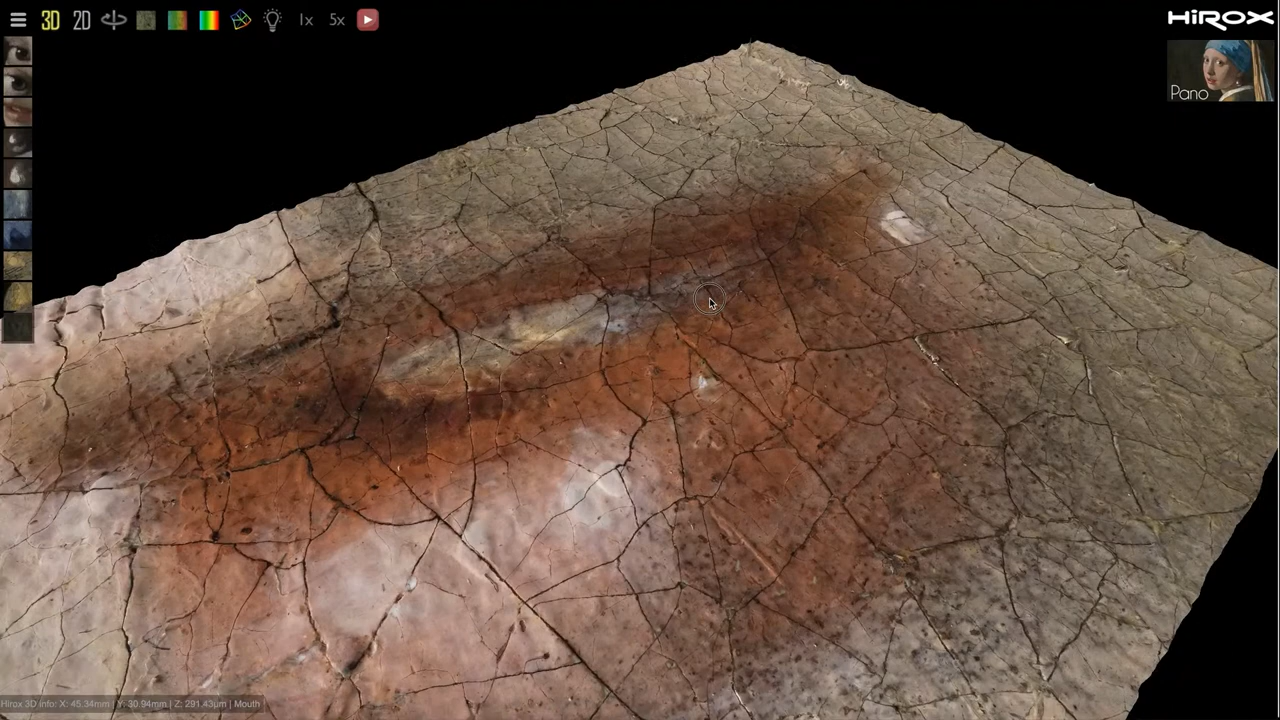 3D 2D 1x 5x
HIROX
Pano
Hirox 3D info: X: 45.34mm | Y: 30.94mm | Z: 291.43µm | Mouth